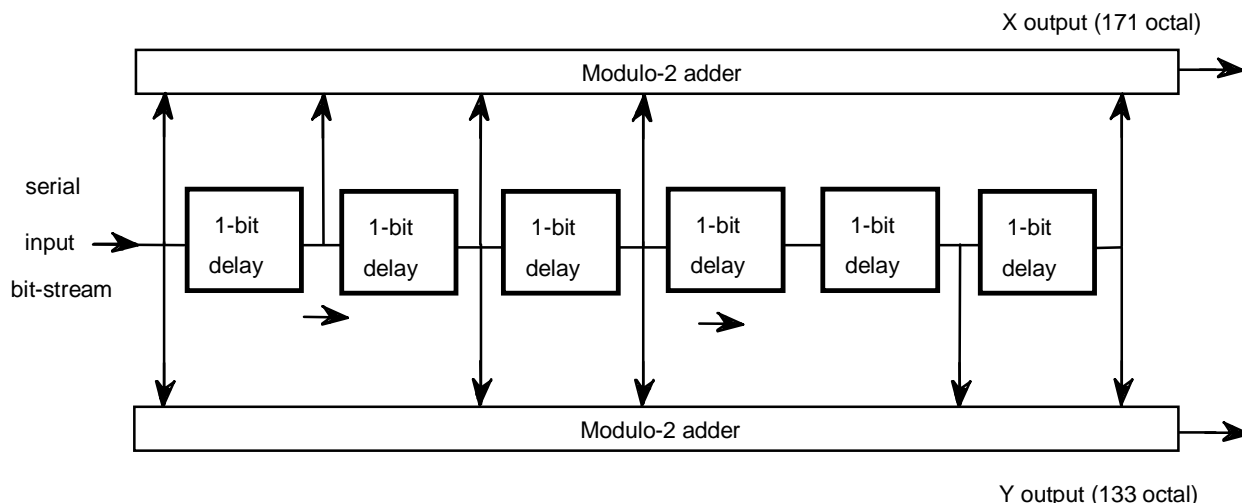 X output (171 octal)
Modulo-2 adder
serial
input
bit-stream
1-bit
delay
1-bit
delay
1-bit
delay
1-bit
delay
1-bit
delay
1-bit
delay
Modulo-2 adder
Y output (133 octal)